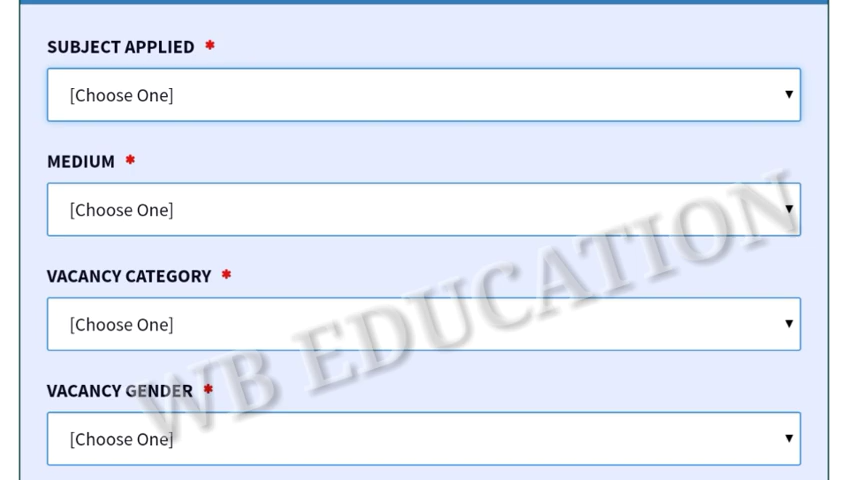 SUBJECT APPLIED *
[Choose One]
MEDIUM *
[Choose One]
VACANCY CATEGORY *
[Choose One]
VACANCY GENDER *
[Choose One]
WB EDUCATION